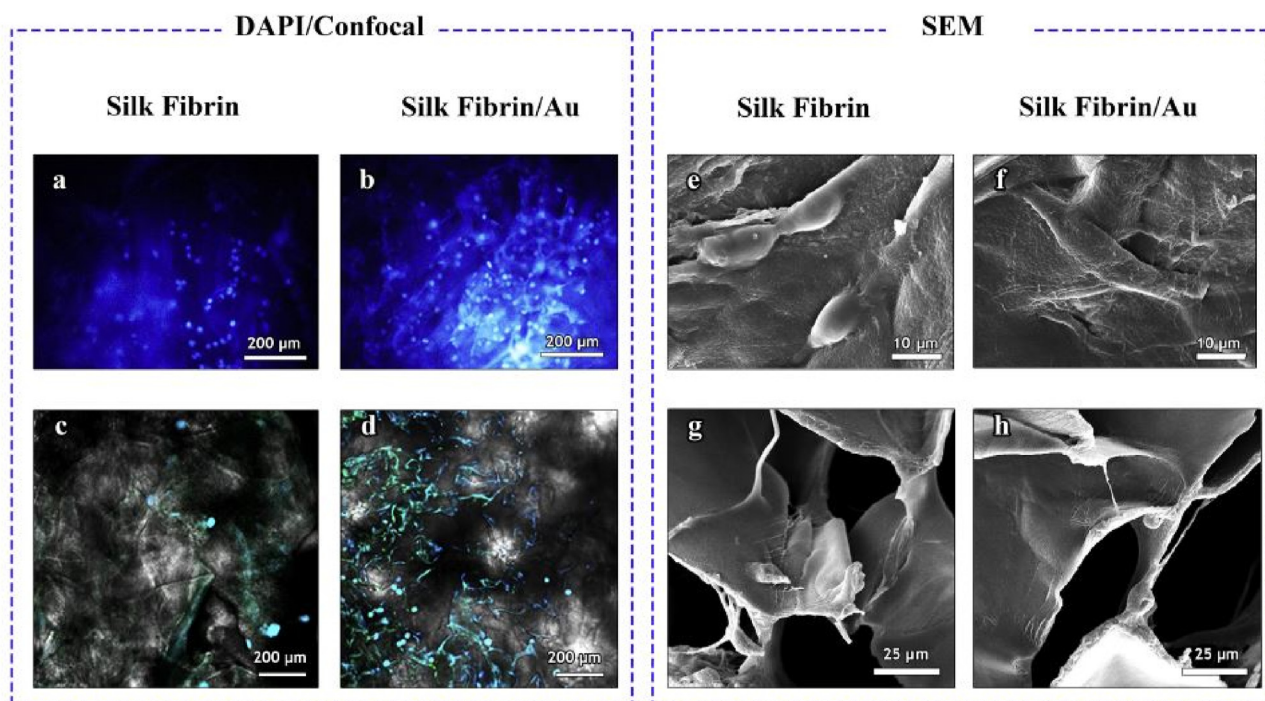 DAPI/Confocal
SEM
Silk Fibrin
Silk Fibrin/Au
Silk Fibrin
Silk Fibrin/Au
a
200 µm
b
200 µm
e
10 µm
f
10 µm
c
200 µm
d
200 µm
g
25 µm
h
25 µm